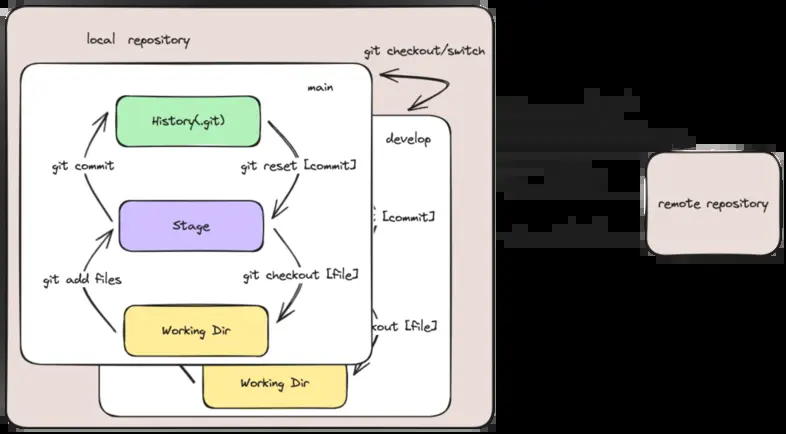 local repository
git checkout/switch
main
History(.git)
develop
git commit
git reset [commit]
remote repository
[commit]
Stage
git add files
git checkout [file]
kout [file]
Working Dir
Working Dir